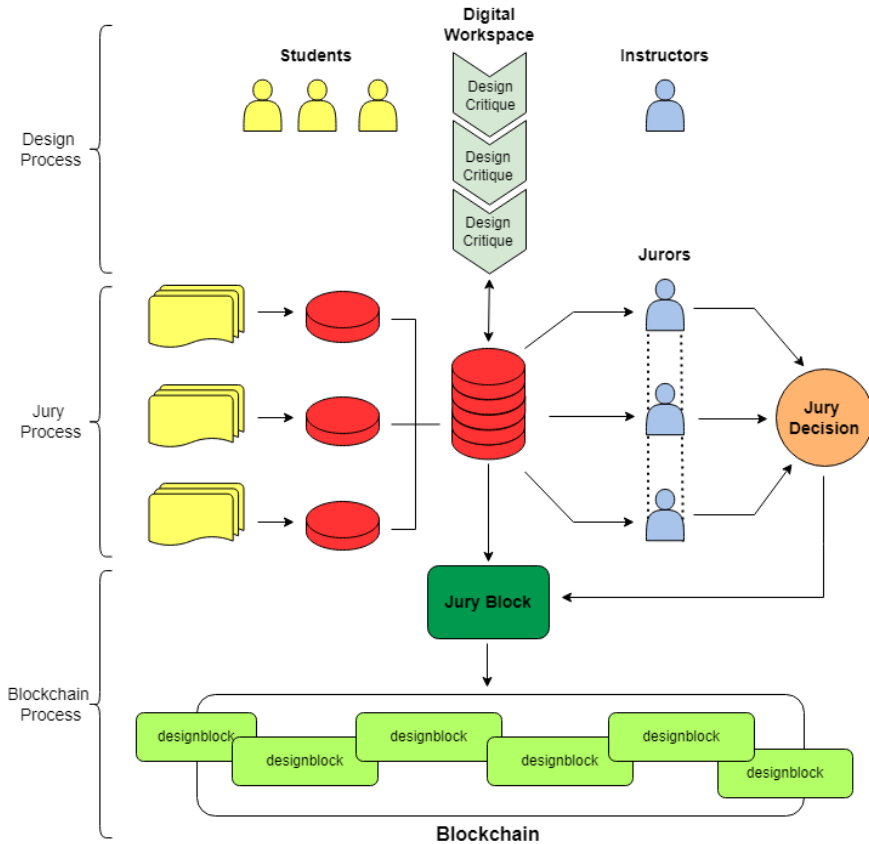 Digital
Workspace
Students
Instructors
Design
Critique
Design
Critique
Design
Critique
Design
Process
Jurors
Jury
Process
Jury
Decision
Jury Block
Blockchain
Process
designblock
designblock
designblock
designblock
designblock
designblock
Blockchain